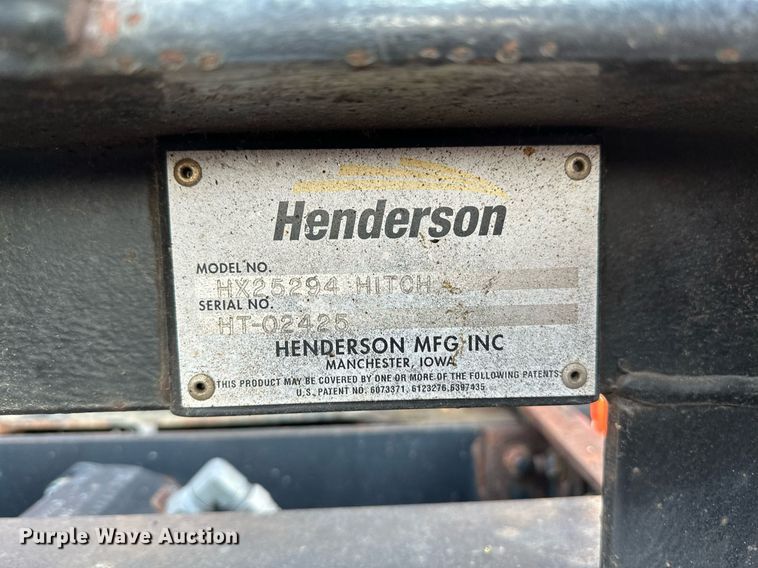 Henderson
MODEL NO.
HX25294 HITCH
SERIAL NO.
HT-02425
HENDERSON MFG INC
MANCHESTER, IOWA
THIS PRODUCT MAY BE COVERED BY ONE OR MORE OF THE FOLLOWING PATENTS
U.S. PATENT NO. 6073371, 6123276,6397435
Purple Wave Auction